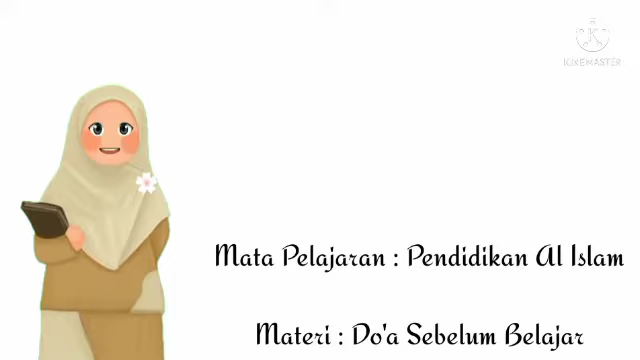 KINEMASTER
Mata Pelajaran : Pendidikan Al Islam
Materi : Do'a Sebelum Belajar